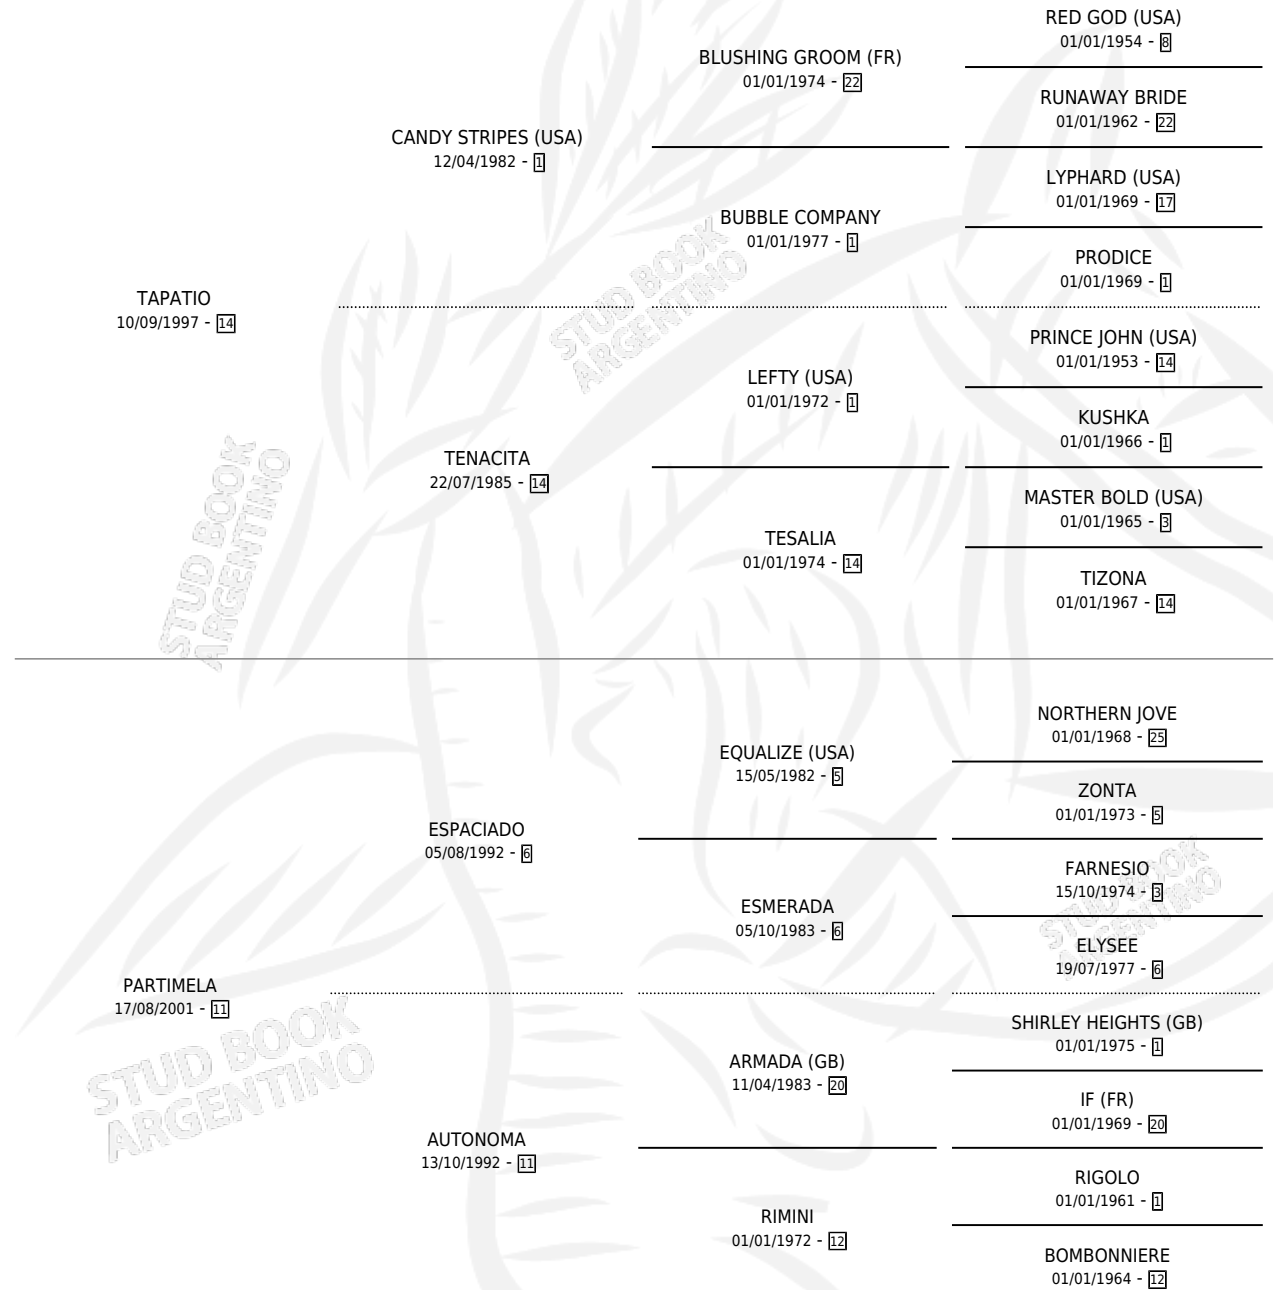 RED GOD (USA)
01/01/1954 - 8
BLUSHING GROOM (FR)
01/01/1974 - 22
RUNAWAY BRIDE
01/01/1962 - 22
CANDY STRIPES (USA)
12/04/1982 - 1
LYPHARD (USA)
01/01/1969 - 17
BUBBLE COMPANY
01/01/1977 - 1
PRODICE
01/01/1969 - 1
TAPATIO
10/09/1997 - 14
PRINCE JOHN (USA)
01/01/1953 - 14
LEFTY (USA)
01/01/1972 - 1
KUSHKA
01/01/1966 - 1
TENACITA
22/07/1985 - 14
MASTER BOLD (USA)
01/01/1965 - 3
TESALIA
01/01/1974 - 14
TIZONA
01/01/1967 - 14
STUD BOOK
ARGENTINO
STUD BOOK
ARGENTINO
NORTHERN JOVE
01/01/1968 - 25
EQUALIZE (USA)
15/05/1982 - 5
ZONTA
01/01/1973 - 5
ESPACIADO
05/08/1992 - 6
FARNESIO
15/10/1974 - 3
ESMERADA
05/10/1983 - 6
ELYSEE
19/07/1977 - 6
PARTIMELA
17/08/2001 - 11
SHIRLEY HEIGHTS (GB)
01/01/1975 - 1
ARMADA (GB)
11/04/1983 - 20
IF (FR)
01/01/1969 - 20
AUTONOMA
13/10/1992 - 11
RIGOLO
01/01/1961 - 1
RIMINI
01/01/1972 - 12
BOMBONNIERE
01/01/1964 - 12
STUD BOOK
ARGENTINO
STUD BOOK
ARGENTINO